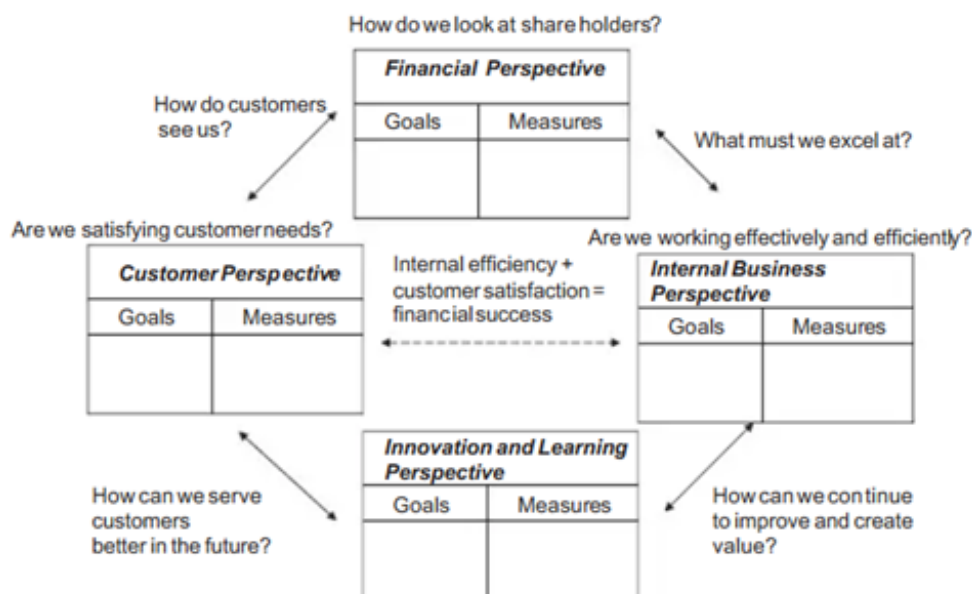 How do we look at share holders?
Financial Perspective
Goals Measures
How do customers
see us?
What must we excel at?
Are we satisfying customer needs?
Customer Perspective
Goals Measures
Internal efficiency +
customer satisfaction =
financial success
Are we working effectively and efficiently?
Internal Business
Perspective
Goals Measures
Innovation and Learning
Perspective
Goals Measures
How can we serve
customers
better in the future?
How can we con tinue
to improve and create
value?